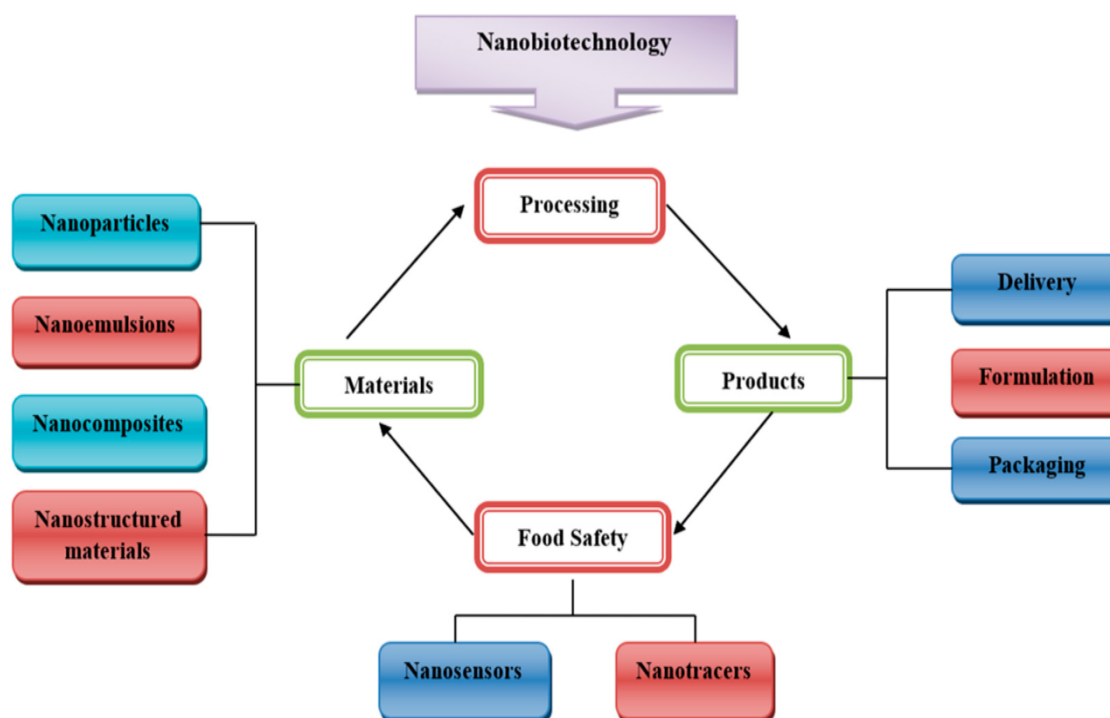 Nanobiotechnology
Processing
Nanoparticles
Nanoemulsions
Nanocomposites
Nanostructured
materials
Materials
Products
Delivery
Formulation
Packaging
Food Safety
Nanosensors
Nanotracers